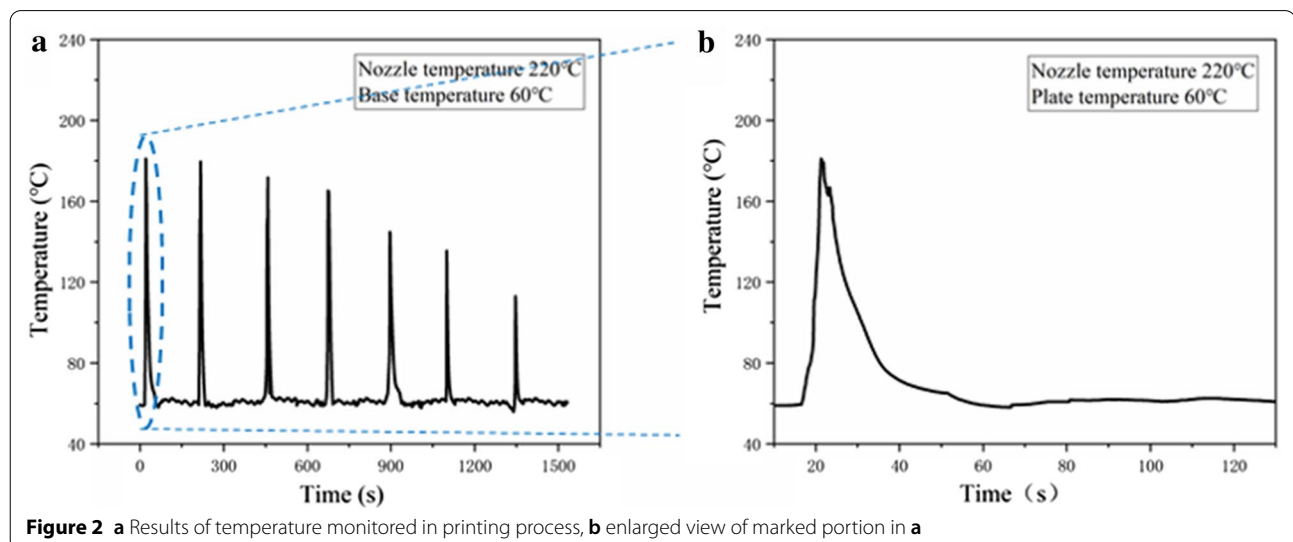 a
240
200
160
120
80
40
Temperature (℃)
Nozzle temperature 220℃
Base temperature 60℃
0 300 600 900 1200 1500
Time (s)
b
240
200
160
120
80
40
Temperature (℃)
Nozzle temperature 220℃
Plate temperature 60℃
20 40 60 80 100 120
Time（s）
Figure 2 a Results of temperature monitored in printing process, b enlarged view of marked portion in a